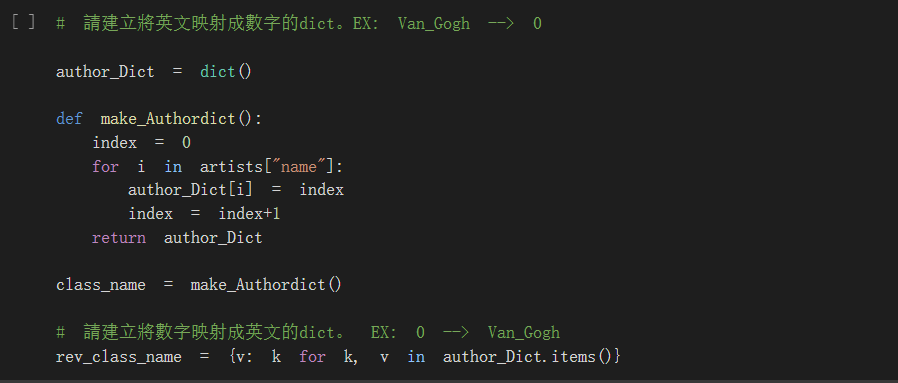 [ ] # 請建立將英文映射成數字的dict。EX: Van_Gogh --> 0
author_Dict = dict()
def make_Authordict():
index = 0
for i in artists["name"]:
author_Dict[i] = index
index = index+1
return author_Dict
class_name = make_Authordict()
# 請建立將數字映射成英文的dict。 EX: 0 --> Van_Gogh
rev_class_name = {v: k for k, v in author_Dict.items()}